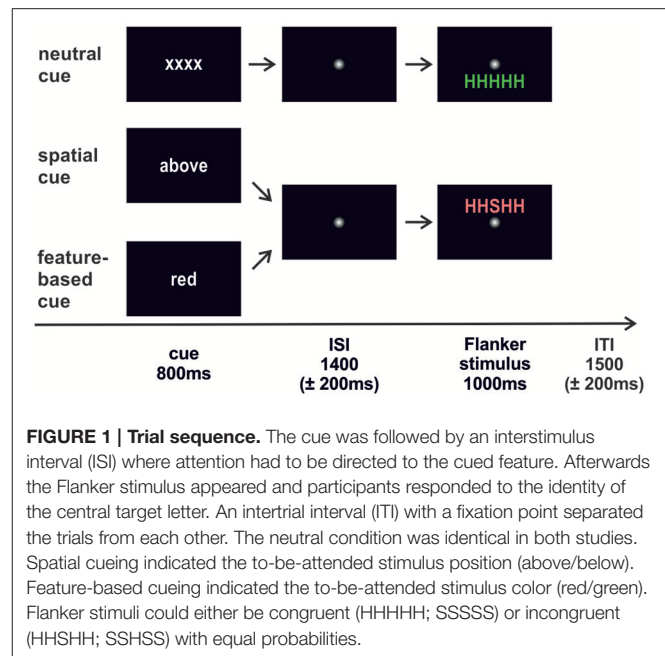 neutral cue
xxxx
HHHHH
spatial cue
above
HHSHH
feature-based cue
red
cue
800ms
ISI
1400
(± 200ms)
Flanker
stimulus
1000ms
ITI
1500
(± 200ms)
FIGURE 1 | Trial sequence. The cue was followed by an interstimulus
interval (ISI) where attention had to be directed to the cued feature. Afterwards
the Flanker stimulus appeared and participants responded to the identity of
the central target letter. An intertrial interval (ITI) with a fixation point separated
the trials from each other. The neutral condition was identical in both studies.
Spatial cueing indicated the to-be-attended stimulus position (above/below).
Feature-based cueing indicated the to-be-attended stimulus color (red/green).
Flanker stimuli could either be congruent (HHHHH; SSSSS) or incongruent
(HHSHH; SSHSS) with equal probabilities.